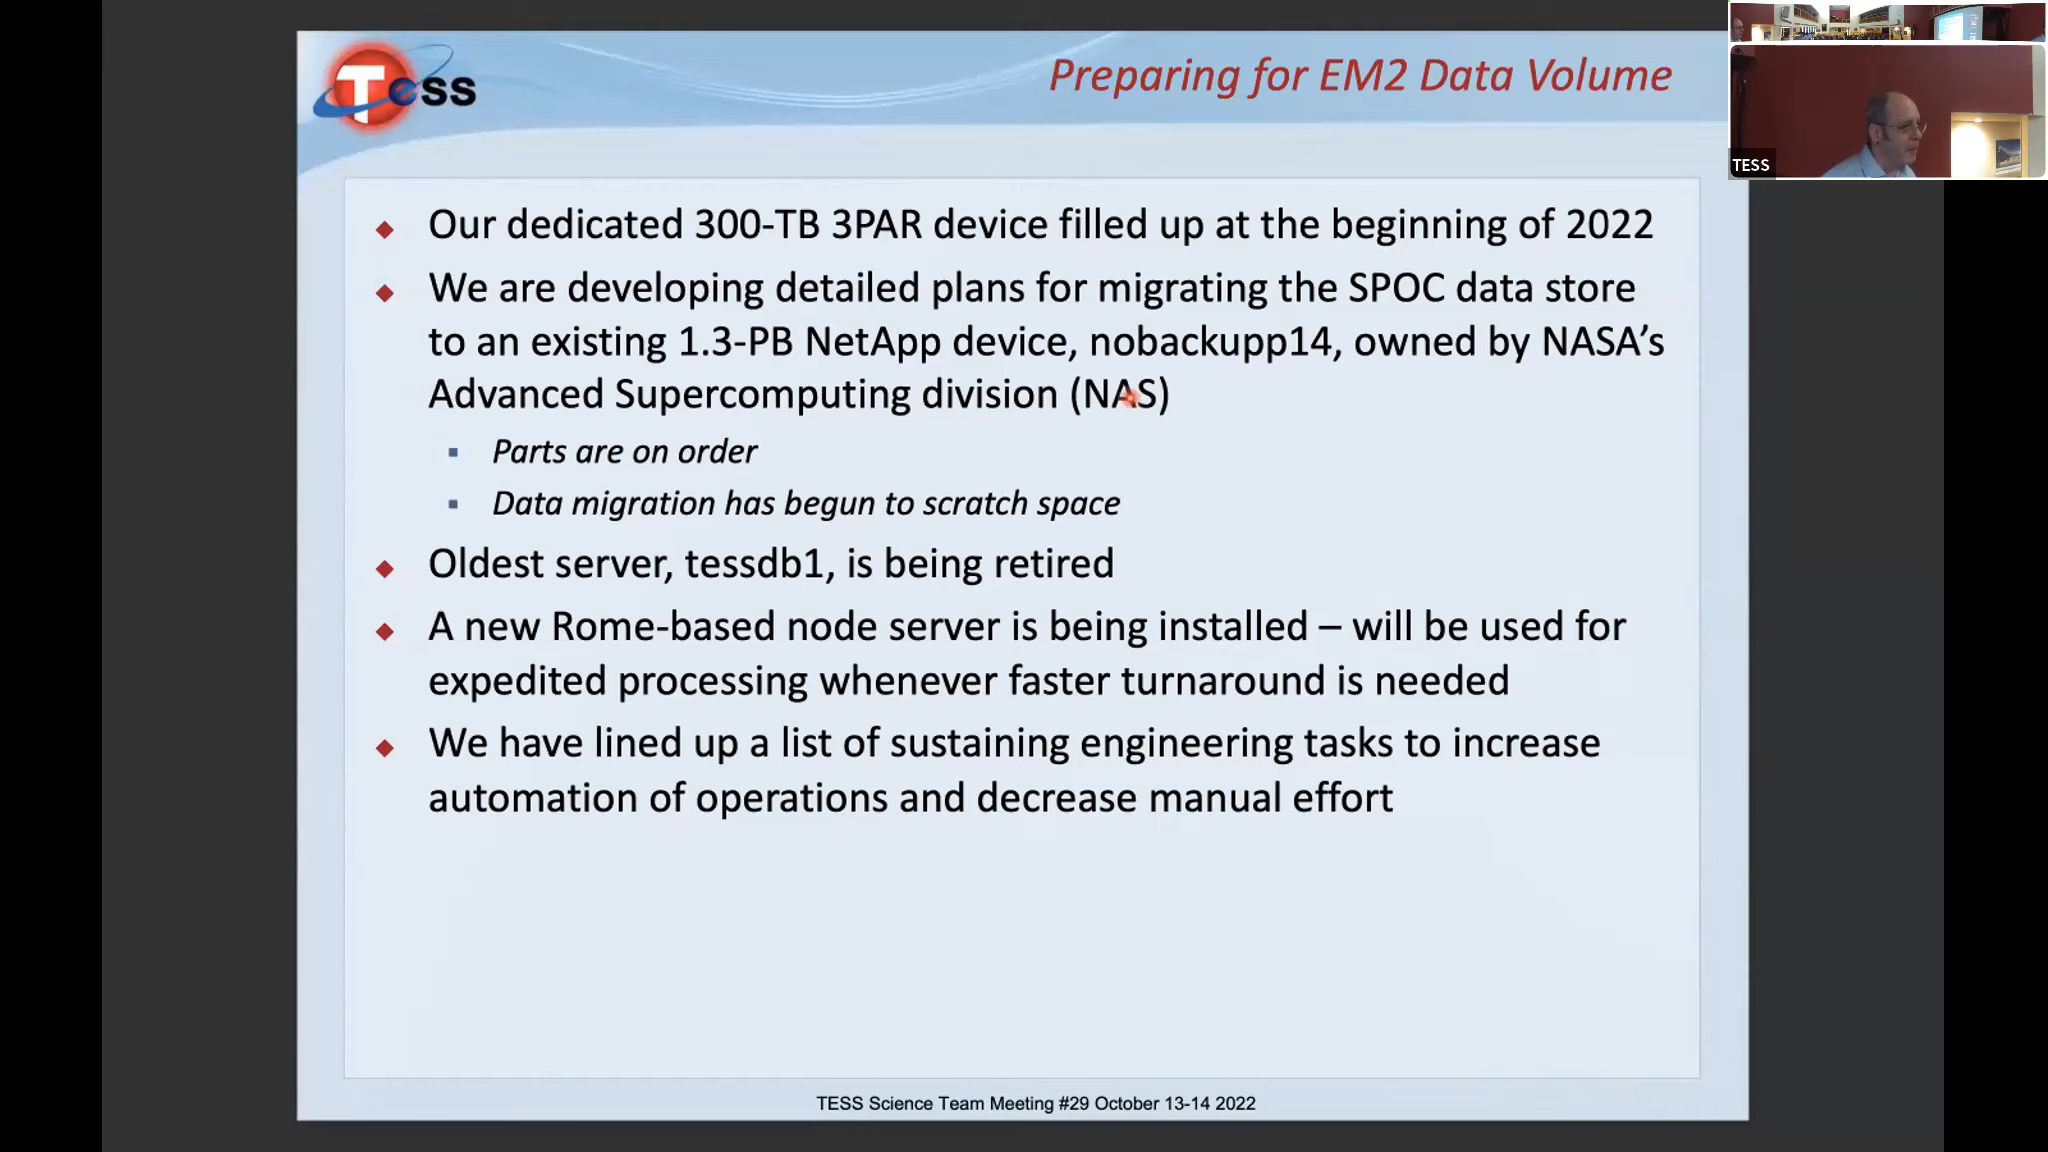 Tess
Preparing for EM2 Data Volume
TESS
Our dedicated 300-TB 3PAR device filled up at the beginning of 2022
We are developing detailed plans for migrating the SPOC data store
to an existing 1.3-PB NetApp device, nobackupp14, owned by NASA’s
Advanced Supercomputing division (NAS)
Parts are on order
Data migration has begun to scratch space
Oldest server, tessdb1, is being retired
A new Rome-based node server is being installed – will be used for
expedited processing whenever faster turnaround is needed
We have lined up a list of sustaining engineering tasks to increase
automation of operations and decrease manual effort
TESS Science Team Meeting #29 October 13-14 2022